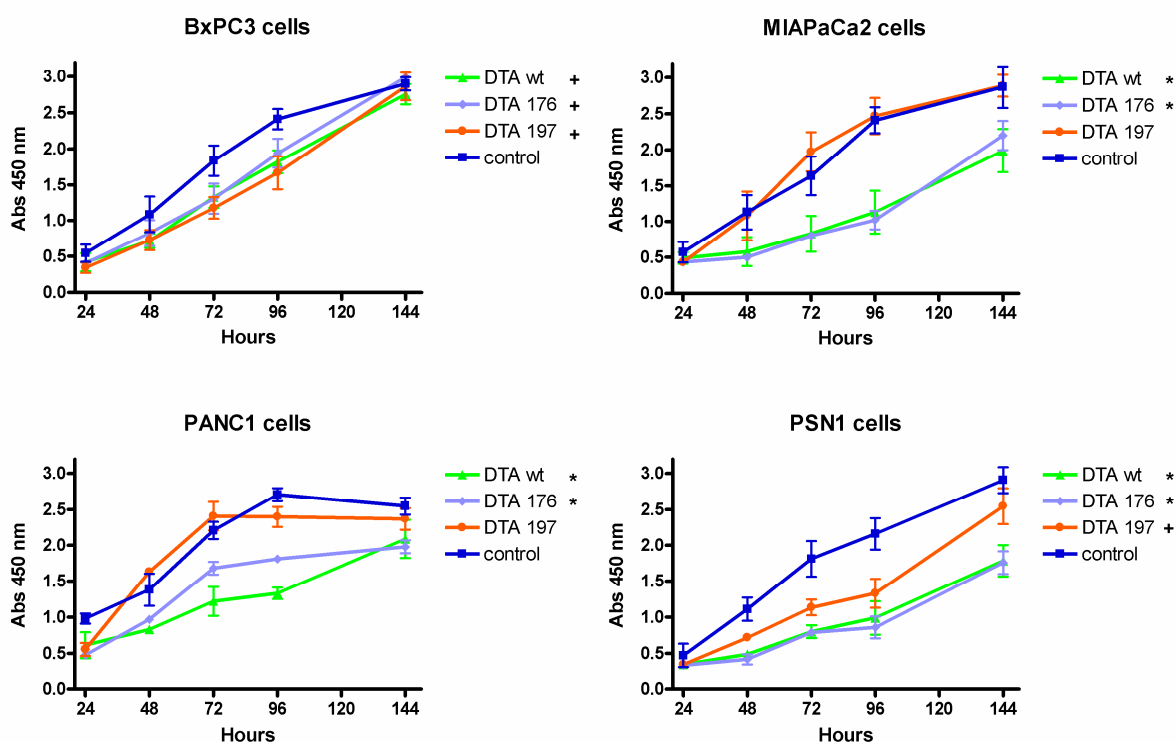 BxPC3 cells
3.0
2.5
2.0
1.5
1.0
0.5
0.0
Abs 450 nm
24 48 72 96 120 144
Hours
DTA wt +
DTA 176 +
DTA 197 +
control
MIAPaCa2 cells
3.0
2.5
2.0
1.5
1.0
0.5
0.0
Abs 450 nm
24 48 72 96 120 144
Hours
DTA wt *
DTA 176 *
DTA 197
control
PANC1 cells
3.0
2.5
2.0
1.5
1.0
0.5
0.0
Abs 450 nm
24 48 72 96 120 144
Hours
DTA wt *
DTA 176 *
DTA 197
control
PSN1 cells
3.0
2.5
2.0
1.5
1.0
0.5
0.0
Abs 450 nm
24 48 72 96 120 144
Hours
DTA wt *
DTA 176 *
DTA 197 +
control